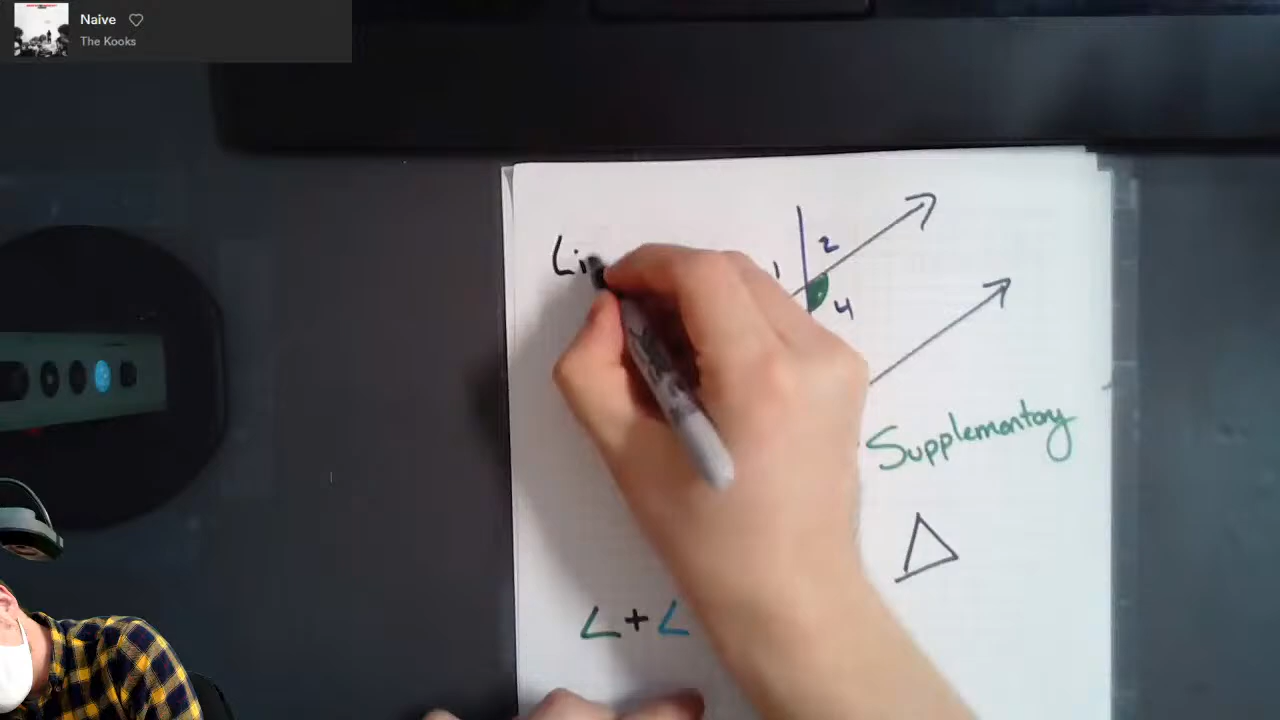 Naive
The Kooks
Li
1
2
4
Supplementary
∠ + ∠